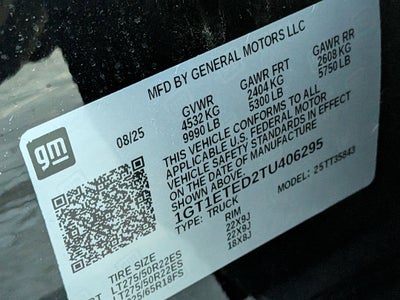 MFD BY GENERAL MOTORS LLC
08/25
GVWR GAWR FRT GAWR RR
4532 KG 2404 KG 2608 KG
9990 LB 5300 LB 5750 LB
THIS VEHICLE CONFORMS TO ALL
APPLICABLE U.S. FEDERAL MOTOR
VEHICLE SAFETY STANDARDS IN EFFECT
ON THE DATE OF MANUFACTURE
SHOWN ABOVE.
1GT1ETED2TU406295
TYPE: TRUCK MODEL: 25TT35843
gm
TIRE SIZE RIM
LT275/50R22ES 22X9J
LT275/50R22ES 22X9J
18X8J